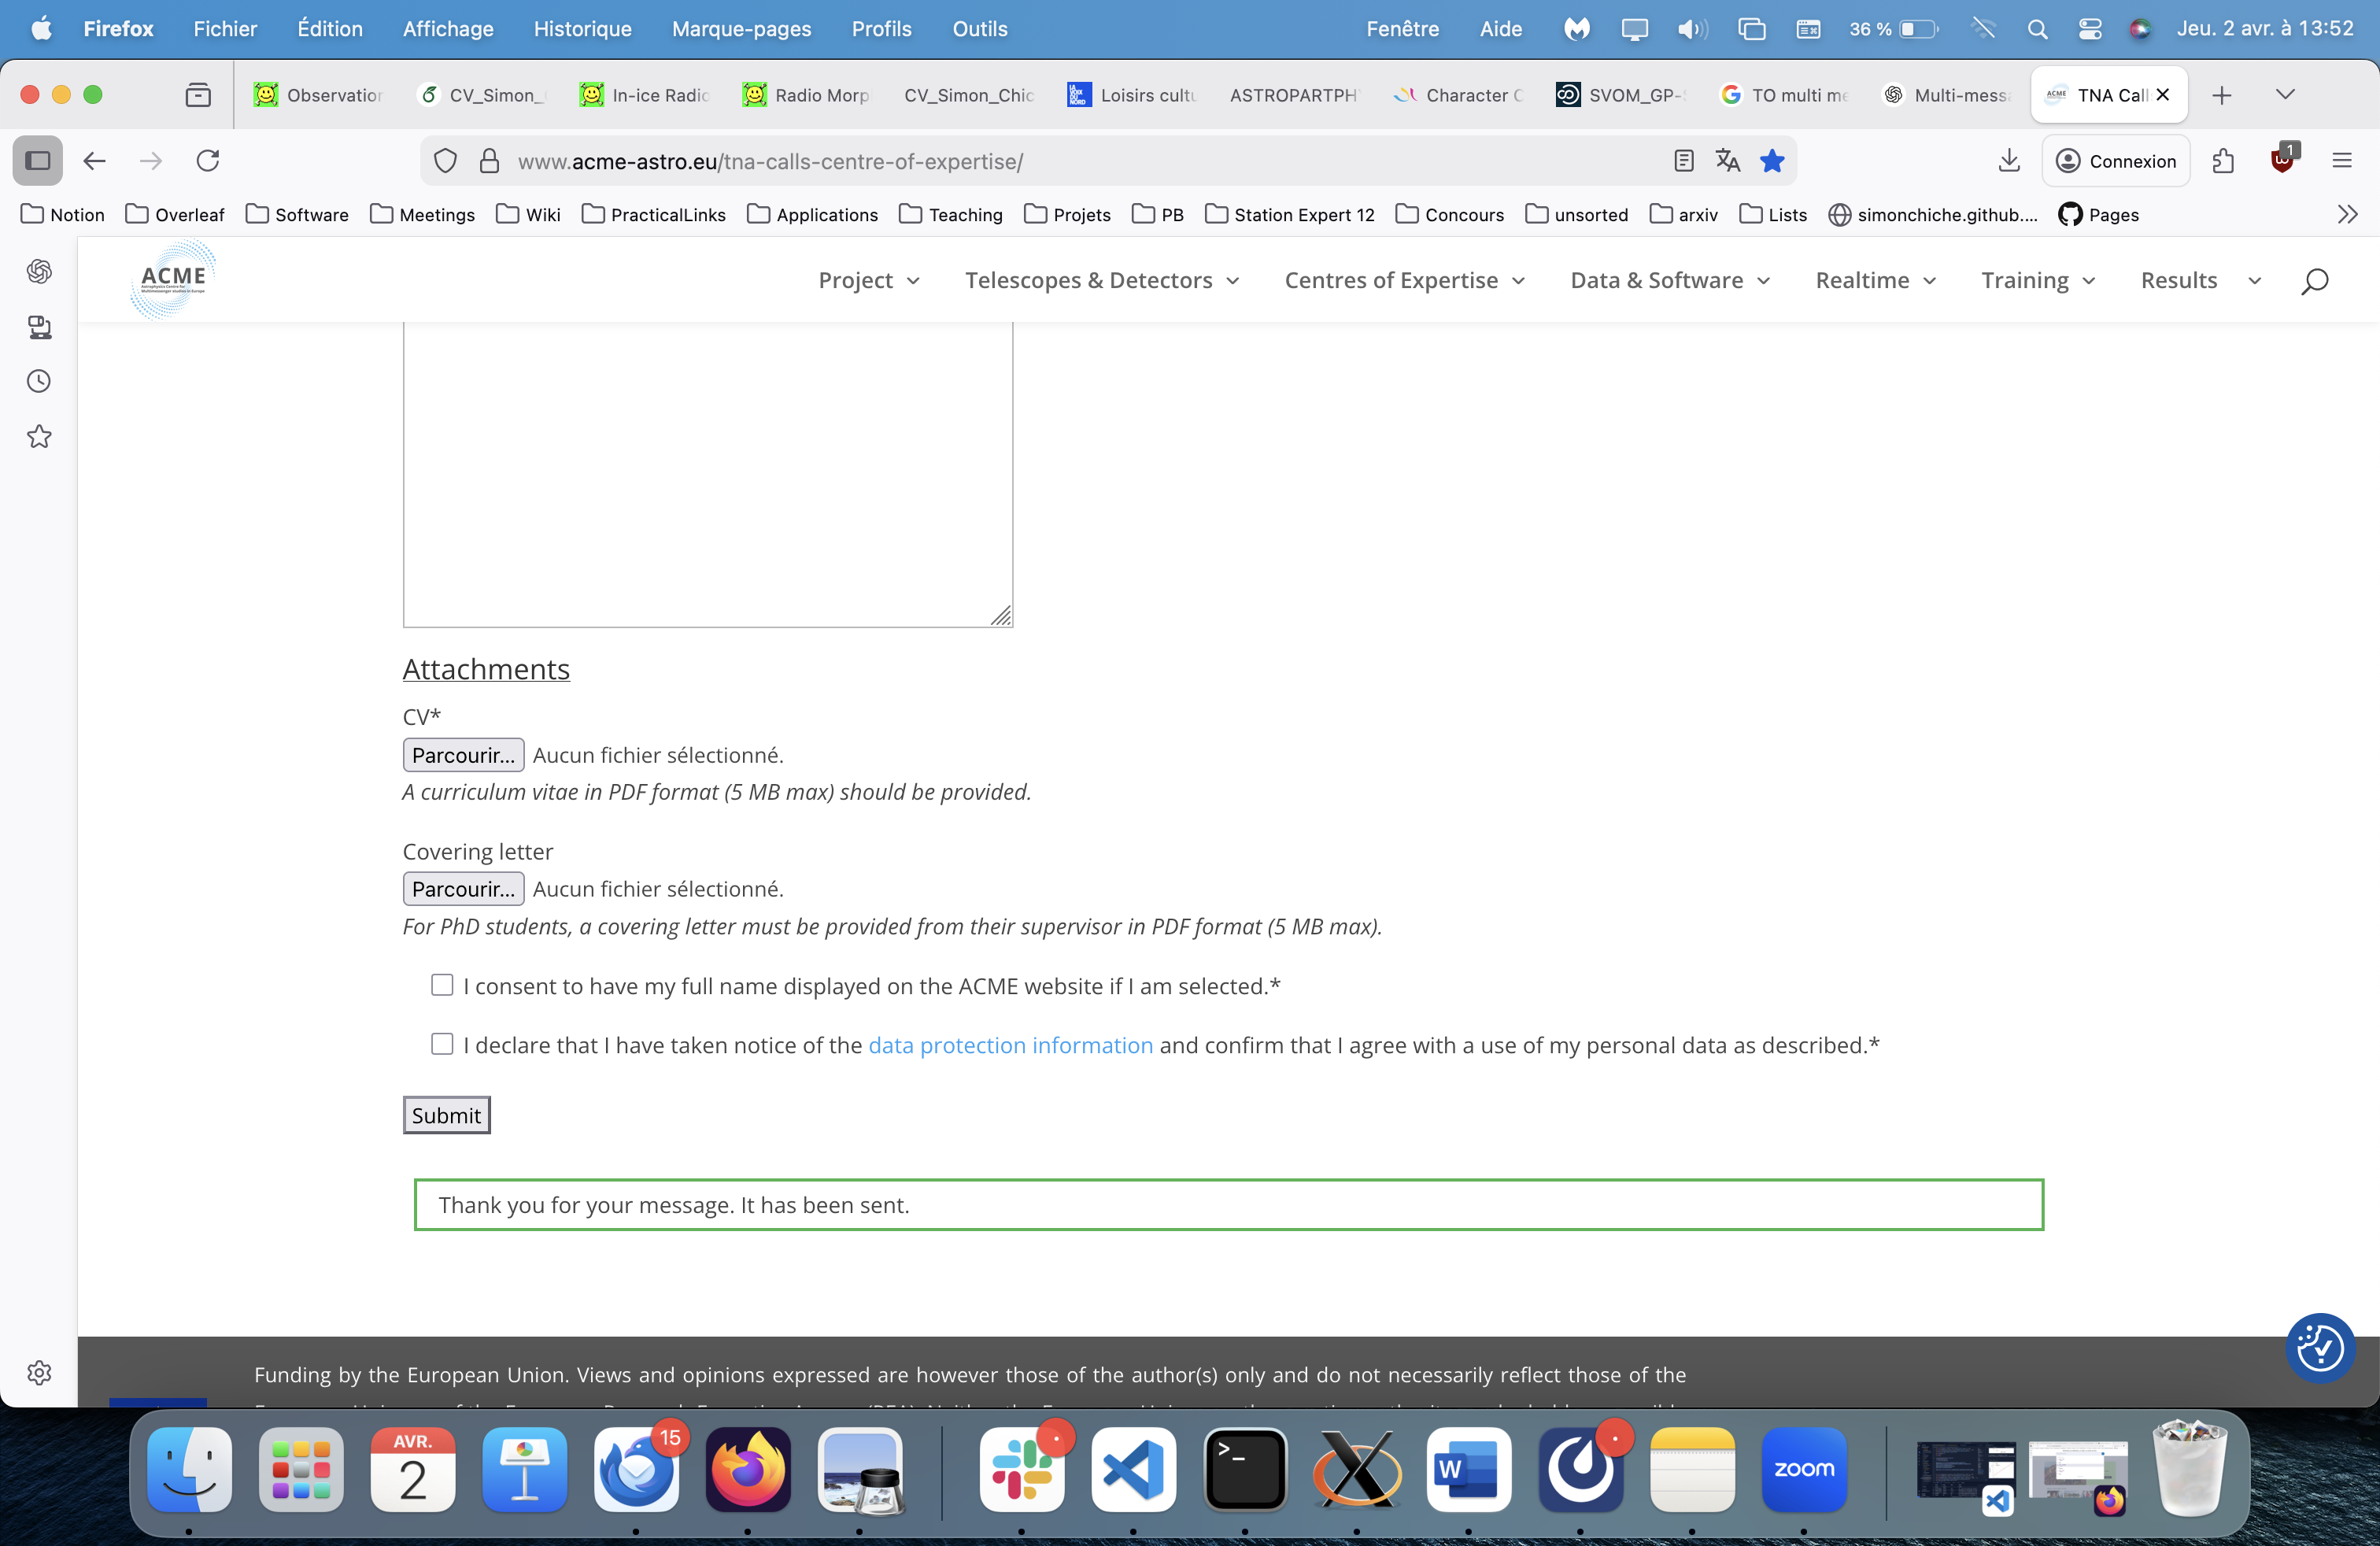 Firefox Fichier Édition Affichage Historique Marque-pages Profils Outils Fenêtre Aide 36 % Jeu. 2 avr. à 13:52
Observation CV_Simon_ In-ice Radio Radio Morp CV_Simon_Chic Loisirs cultu ASTROPARTPH Character C SVOM_GP- TO multi me Multi-messa TNA Call
www.acme-astro.eu/tna-calls-centre-of-expertise/ Connexion 1
Notion Overleaf Software Meetings Wiki PracticalLinks Applications Teaching Projets PB Station Expert 12 Concours unsorted arxiv Lists simonchiche.github.... Pages
ACME Project Telescopes & Detectors Centres of Expertise Data & Software Realtime Training Results
Attachments
CV*
Parcourir... Aucun fichier sélectionné.
A curriculum vitae in PDF format (5 MB max) should be provided.
Covering letter
Parcourir... Aucun fichier sélectionné.
For PhD students, a covering letter must be provided from their supervisor in PDF format (5 MB max).
I consent to have my full name displayed on the ACME website if I am selected.*
I declare that I have taken notice of the data protection information and confirm that I agree with a use of my personal data as described.*
Submit
Thank you for your message. It has been sent.
Funding by the European Union. Views and opinions expressed are however those of the author(s) only and do not necessarily reflect those of the
AVR.
2
15
W
zoom